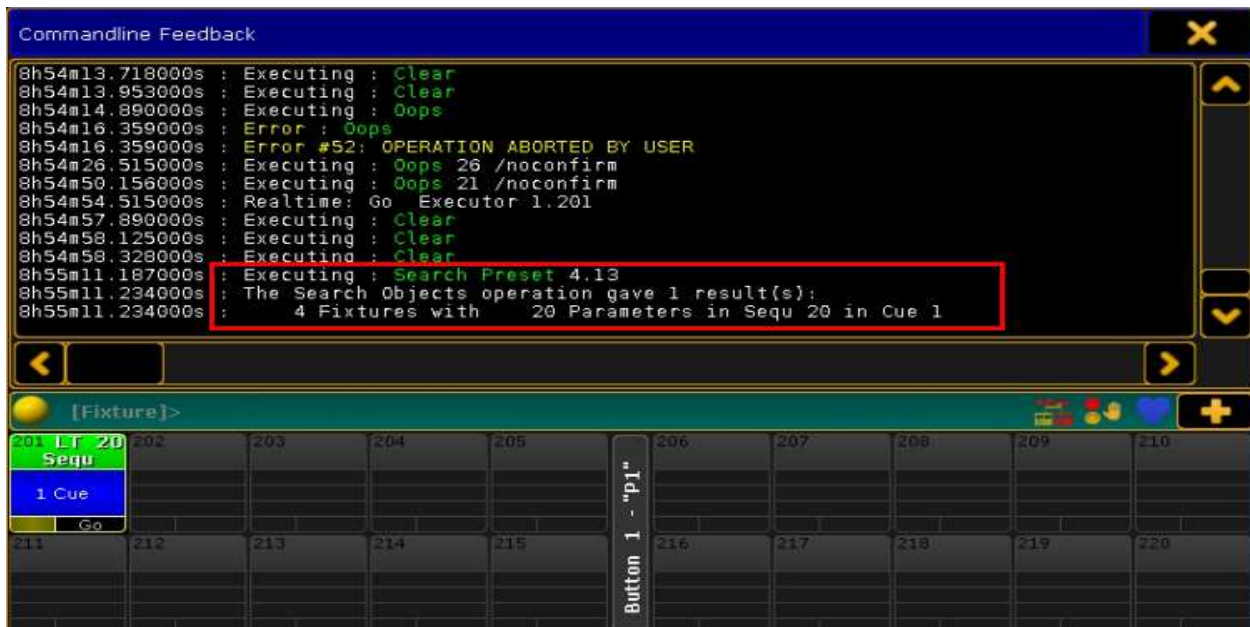 Commandline Feedback
8h54m13.718000s : Executing : Clear
8h54m13.953000s : Executing : Clear
8h54m14.890000s : Executing : Oops
8h54m16.359000s : Error : Oops
8h54m16.359000s : Error #52: OPERATION ABORTED BY USER
8h54m26.515000s : Executing : Oops 26 /noconfirm
8h54m50.156000s : Executing : Oops 21 /noconfirm
8h54m54.515000s : Realtime: Go Executor 1.201
8h54m57.890000s : Executing : Clear
8h54m58.125000s : Executing : Clear
8h54m58.328000s : Executing : Clear
8h55m11.187000s : Executing : Search Preset 4.13
8h55m11.234000s : The Search Objects operation gave 1 result(s):
8h55m11.234000s : 4 Fixtures with 20 Parameters in Sequ 20 in Cue 1
[Fixture]>
201 LT 20 202 203 204 205 206 207 208 209 210
Sequ
1 Cue
Go
Button 1 - "p1"
211 212 213 214 215 216 217 218 219 220